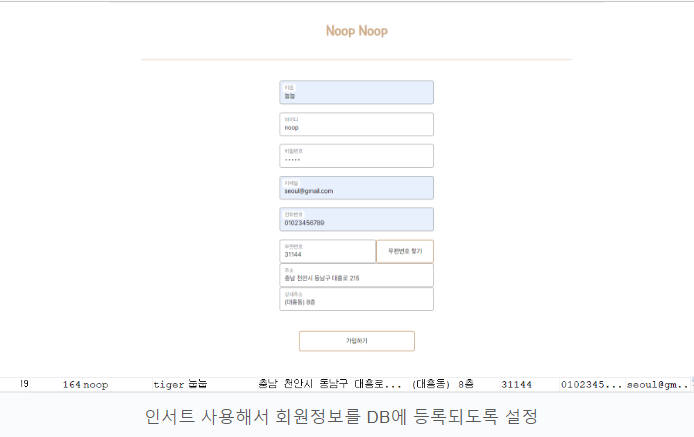 Noop Noop
이름
눕눕
아이디
noop
비밀번호
•••••
이메일
seoul@gmail.com
전화번호
01023456789
우편번호
31144
우편번호 찾기
주소
충남 천안시 동남구 대흥로 215
상세주소
(대흥동) 8층
가입하기
19 164 noop tiger 눕눕 충남 천안시 동남구 대흥로... (대흥동) 8층 31144 0102345... seoul@gm...
인서트 사용해서 회원정보를 DB에 등록되도록 설정